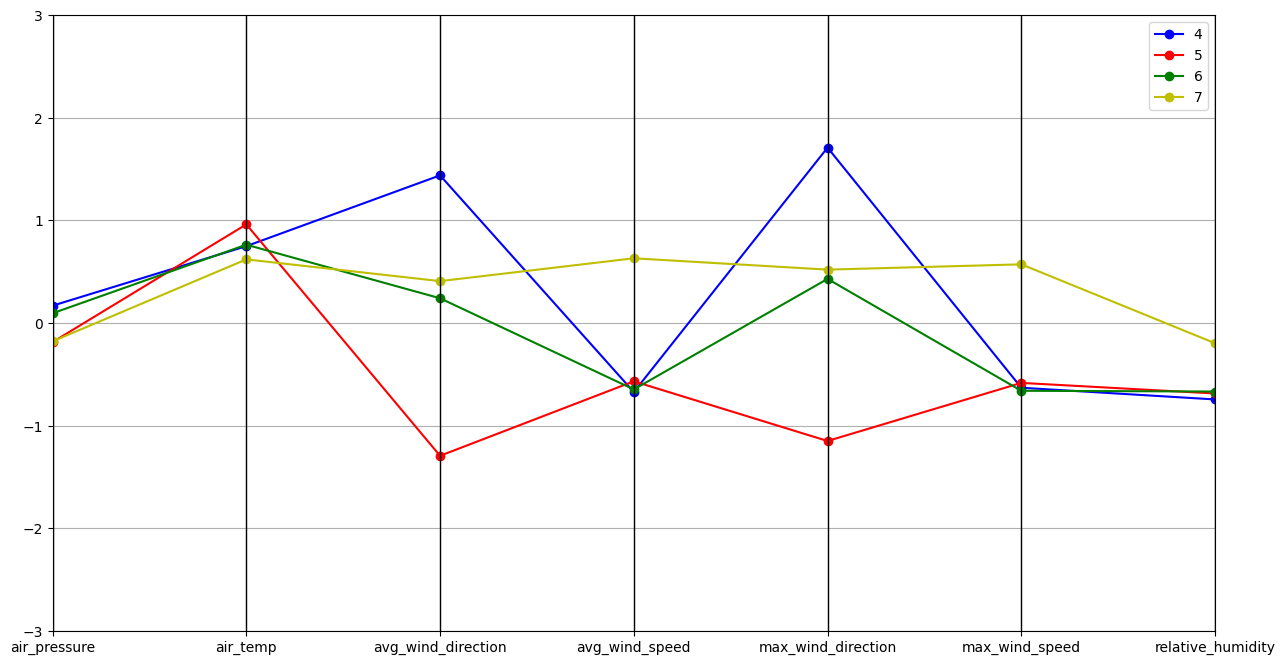 3
2
1
0
−1
−2
−3
4
5
6
7
air_pressure
air_temp
avg_wind_direction
avg_wind_speed
max_wind_direction
max_wind_speed
relative_humidity